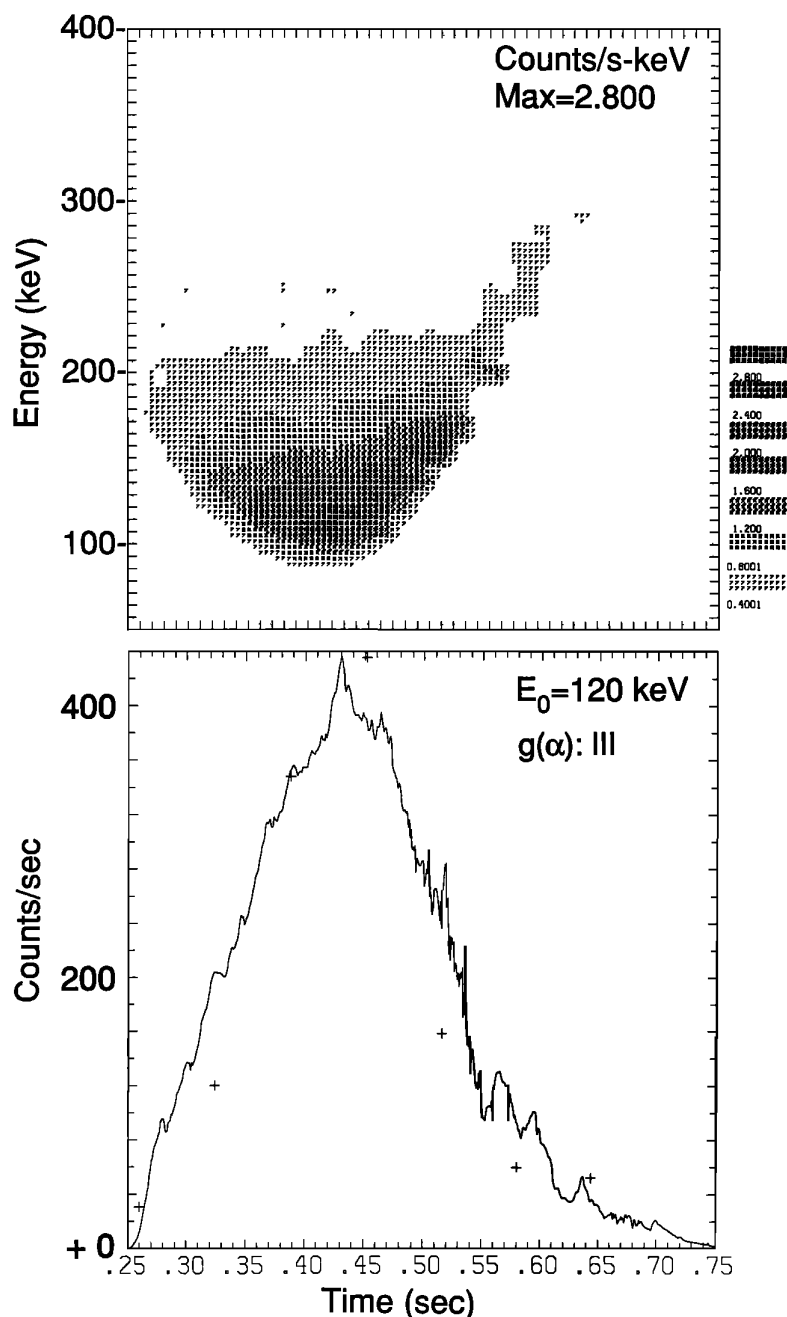 400-
Counts/s-keV
Max=2.800
300-
Energy (keV)
200-
100-
2.800
2.400
2.000
1.600
1.200
0.8001
0.4001
400
E₀=120 keV
g(α): III
Counts/sec
200
+ 0
.25 .30 .35 .40 .45 .50 .55 .60 .65 .70 .75
Time (sec)